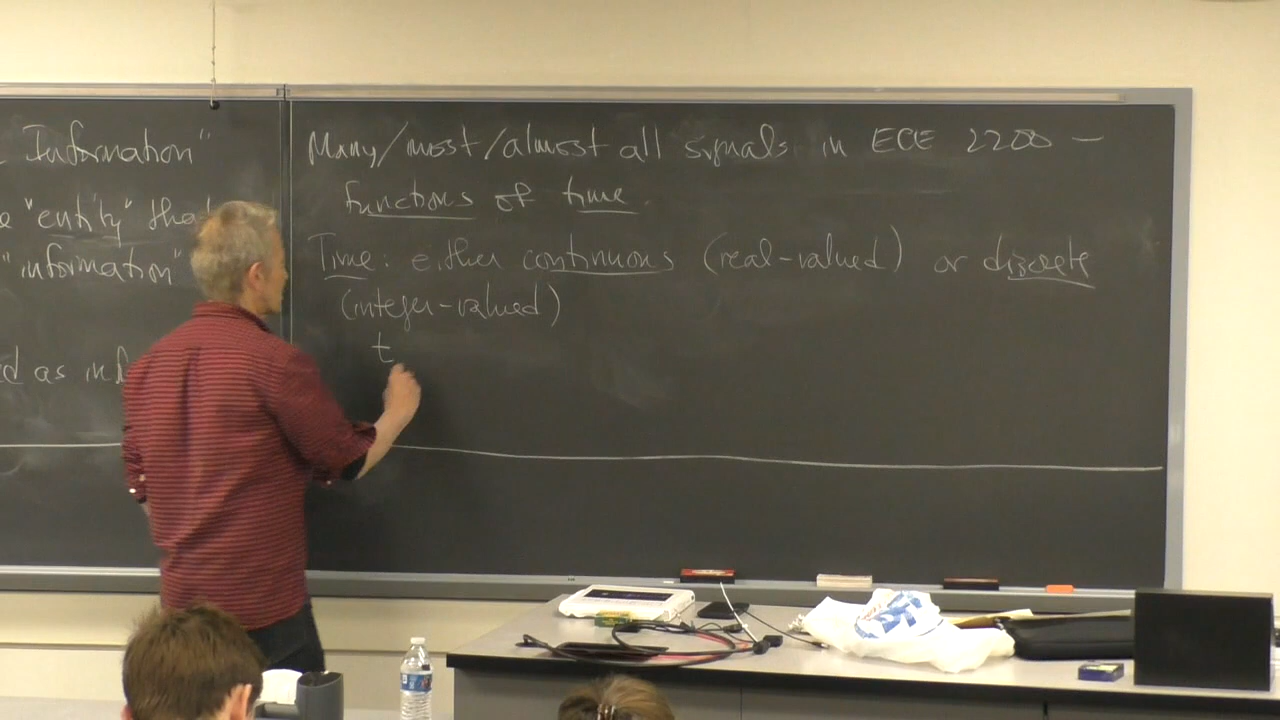 Information"
"entity" tha
"information"
as in
Many/most/almost all signals in ECE 2200 –
functions of time.
Time: either continuous (real-valued) or discrete
(integer-valued)
t